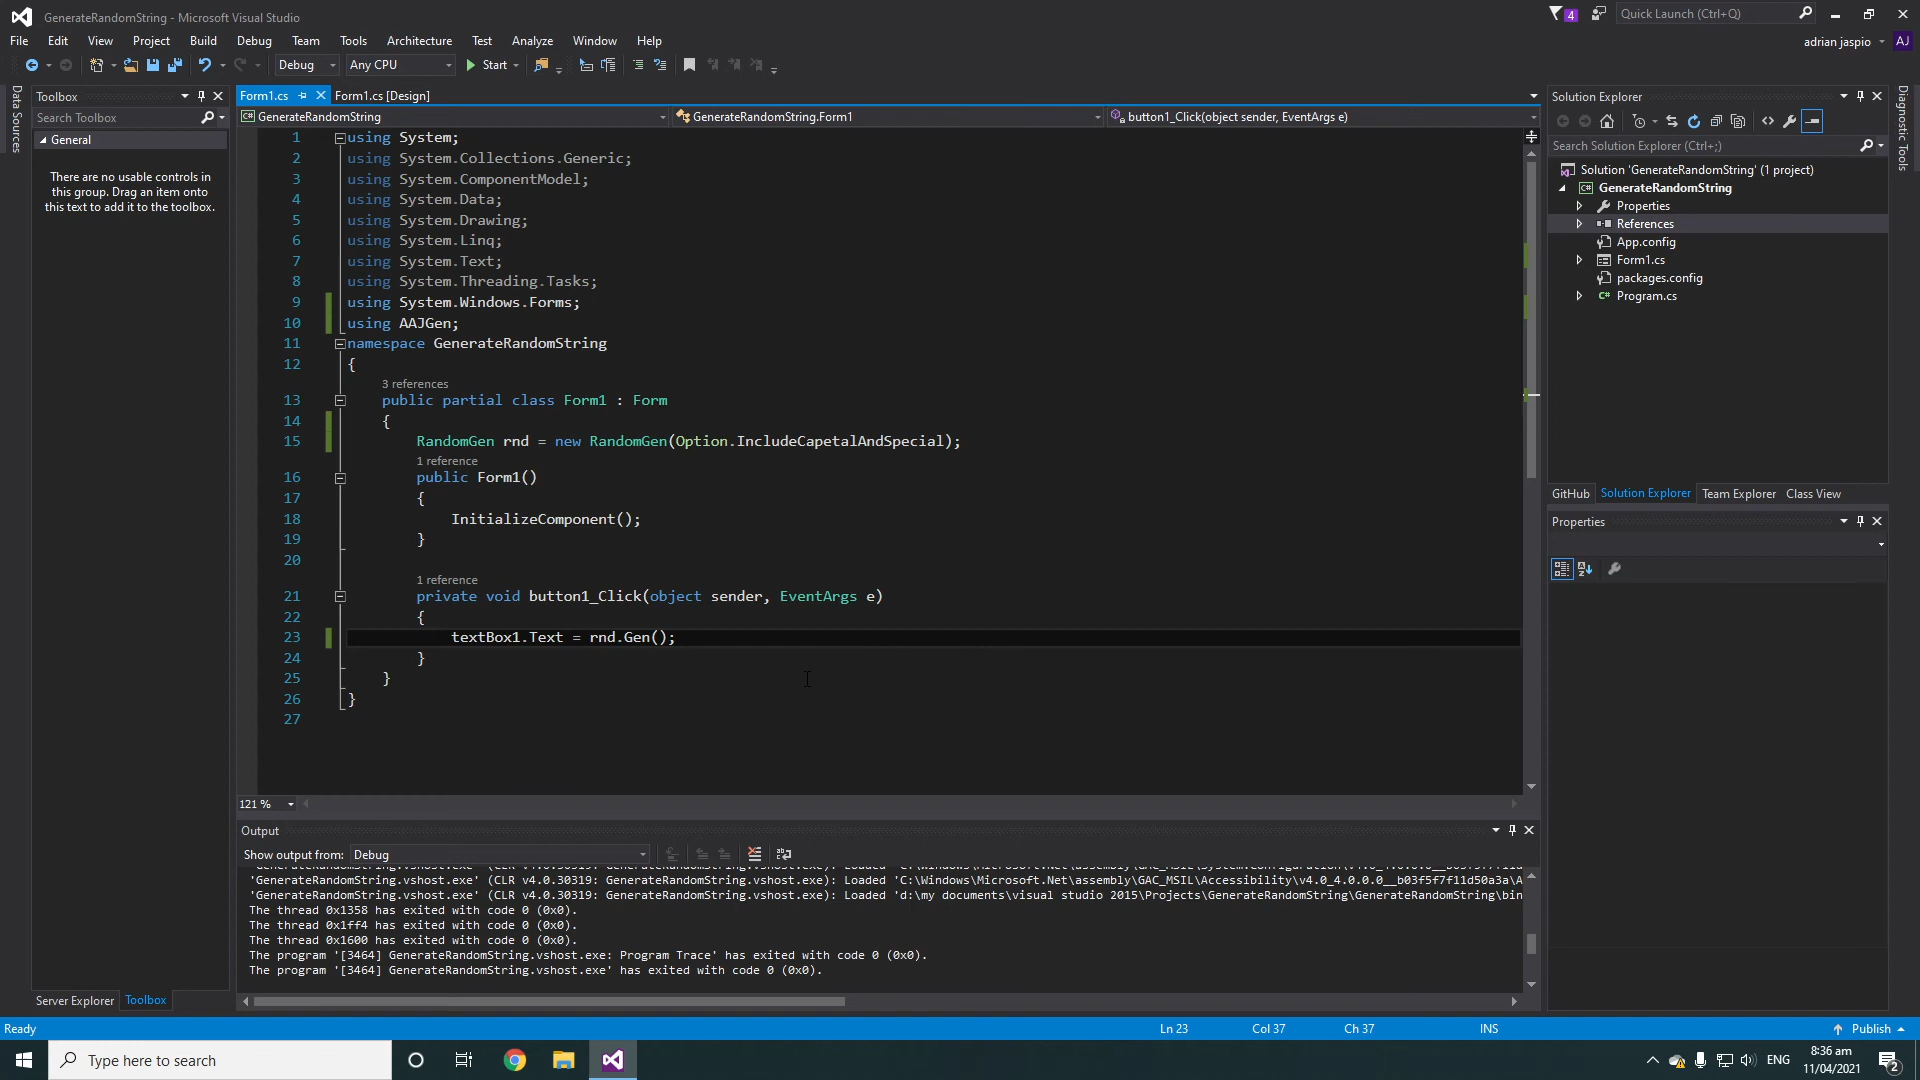 GenerateRandomString - Microsoft Visual Studio
4
Quick Launch (Ctrl+Q)
File Edit View Project Build Debug Team Tools Architecture Test Analyze Window Help
adrian jaspio AJ
Debug Any CPU Start
Data Sources
Toolbox
Search Toolbox
General
There are no usable controls in
this group. Drag an item onto
this text to add it to the toolbox.
Server Explorer Toolbox
Form1.cs Form1.cs [Design]
GenerateRandomString GenerateRandomString.Form1 button1_Click(object sender, EventArgs e)
1 using System;
2 using System.Collections.Generic;
3 using System.ComponentModel;
4 using System.Data;
5 using System.Drawing;
6 using System.Linq;
7 using System.Text;
8 using System.Threading.Tasks;
9 using System.Windows.Forms;
10 using AAJGen;
11 namespace GenerateRandomString
12 {
3 references
13 public partial class Form1 : Form
14 {
15 RandomGen rnd = new RandomGen(Option.IncludeCapetalAndSpecial);
1 reference
16 public Form1()
17 {
18 InitializeComponent();
19 }
20
1 reference
21 private void button1_Click(object sender, EventArgs e)
22 {
23 textBox1.Text = rnd.Gen();
24 }
25 }
26 }
27
121 %
Output
Show output from: Debug
'GenerateRandomString.vshost.exe' (CLR v4.0.30319: GenerateRandomString.vshost.exe): Loaded 'C:\Windows\Microsoft.Net\assembly\GAC_MSIL\Accessibility\v4.0_4.0.0.0__b03f5f7f11d50a3a\A
'GenerateRandomString.vshost.exe' (CLR v4.0.30319: GenerateRandomString.vshost.exe): Loaded 'd:\my documents\visual studio 2015\Projects\GenerateRandomString\GenerateRandomString\bin
The thread 0x1358 has exited with code 0 (0x0).
The thread 0x1ff4 has exited with code 0 (0x0).
The thread 0x1600 has exited with code 0 (0x0).
The program '[3464] GenerateRandomString.vshost.exe: Program Trace' has exited with code 0 (0x0).
The program '[3464] GenerateRandomString.vshost.exe' has exited with code 0 (0x0).
Solution Explorer
Search Solution Explorer (Ctrl+;)
Solution 'GenerateRandomString' (1 project)
GenerateRandomString
Properties
References
App.config
Form1.cs
packages.config
Program.cs
GitHub Solution Explorer Team Explorer Class View
Properties
Diagnostic Tools
Ready Ln 23 Col 37 Ch 37 INS Publish
Type here to search
ENG
8:36 am
11/04/2021
2